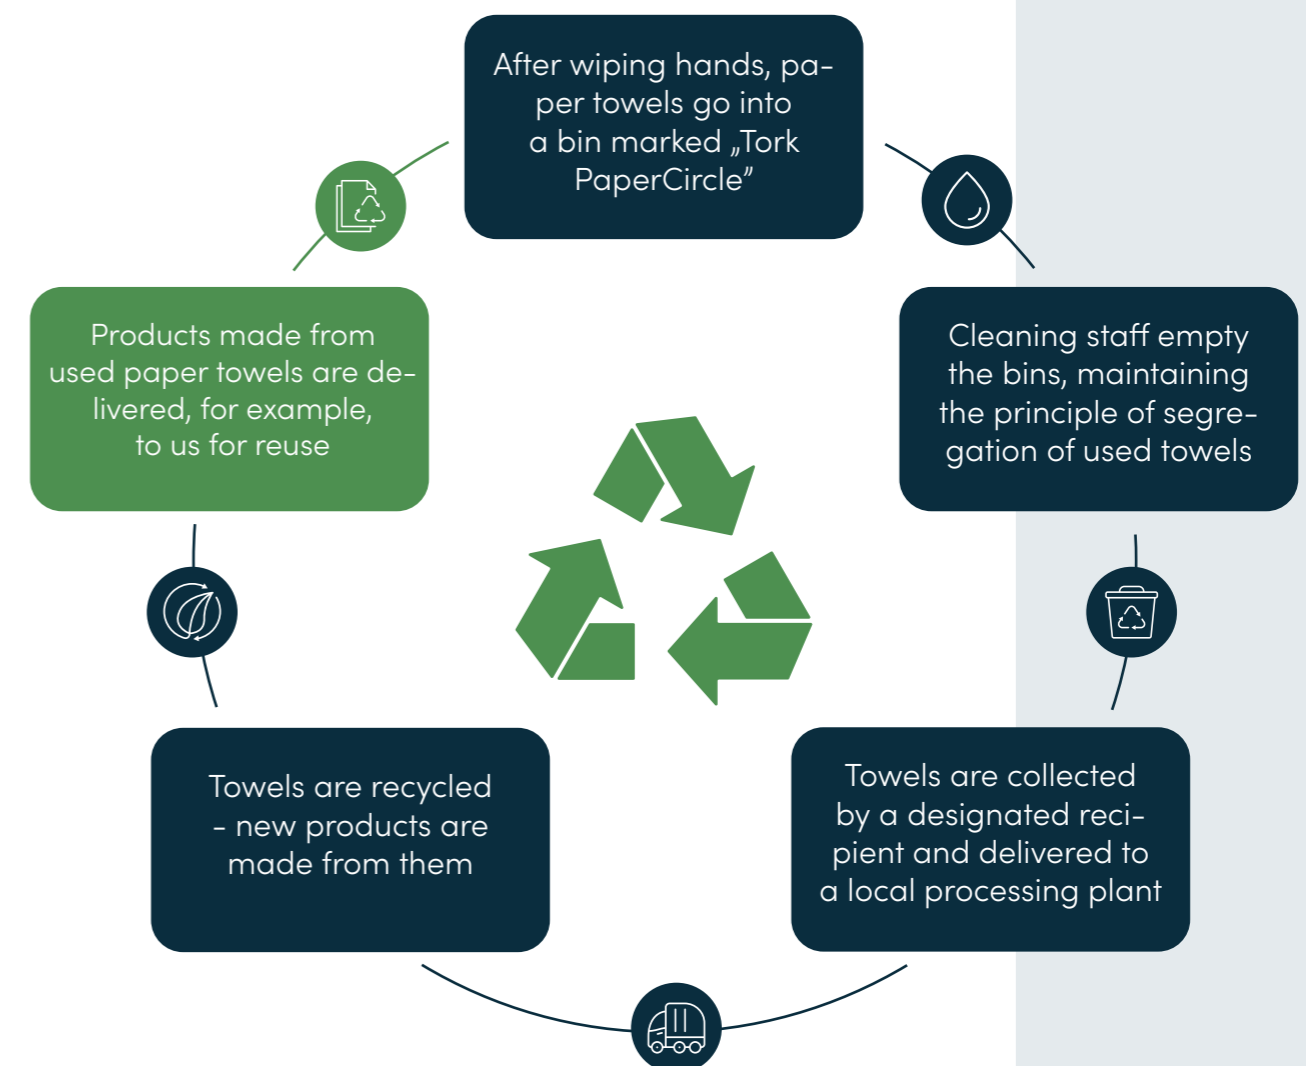 After wiping hands, pa-
per towels go into
a bin marked „Tork
PaperCircle”
Cleaning staff empty
the bins, maintaining
the principle of segre-
gation of used towels
Towels are collected
by a designated reci-
pient and delivered to
a local processing plant
Towels are recycled
- new products are
made from them
Products made from
used paper towels are de-
livered, for example,
to us for reuse